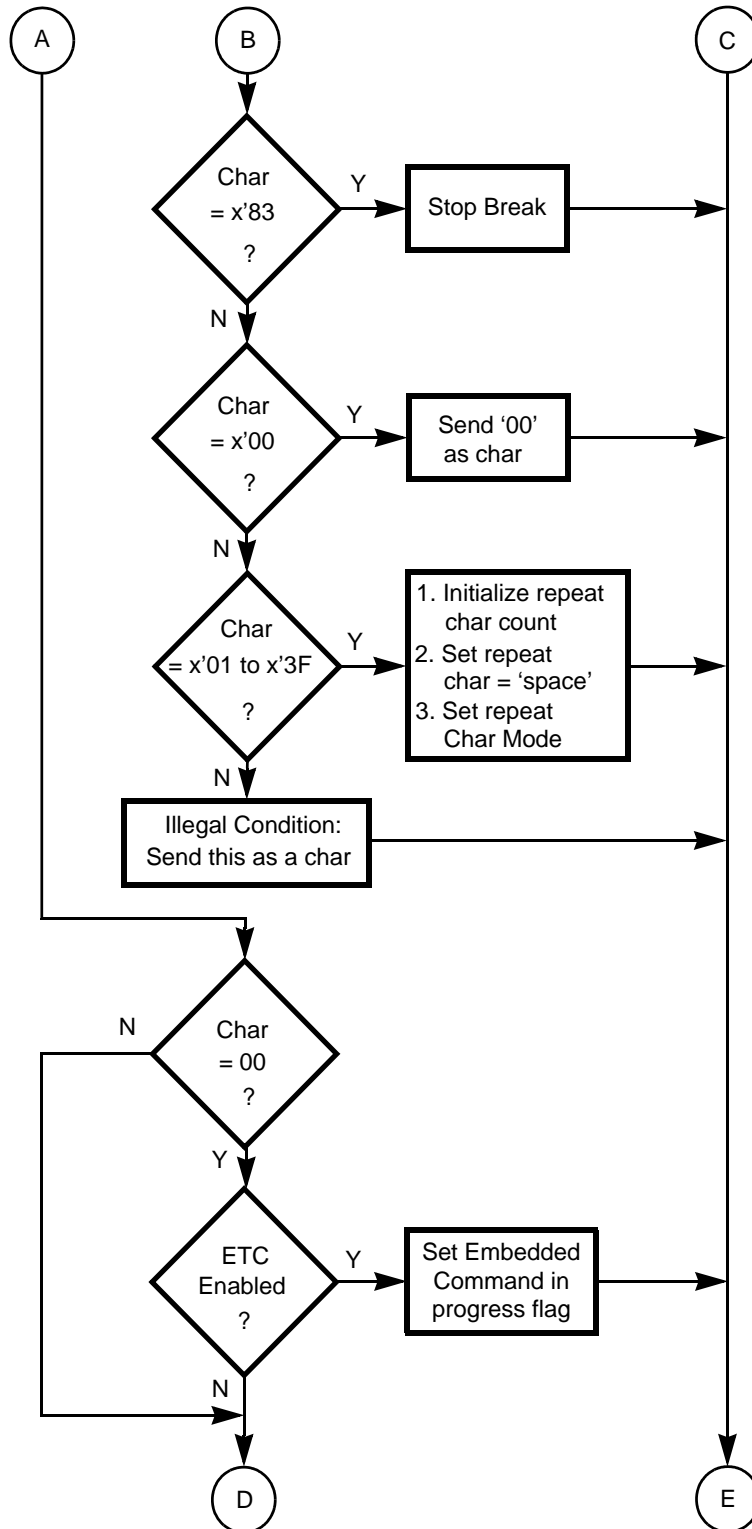 A
B
C
Char
= x’83
?
Y
Stop Break
N
Char
= x’00
?
Y
Send ‘00’
as char
N
Char
= x’01 to x’3F
?
Y
1. Initialize repeat
char count
2. Set repeat
char = ‘space’
3. Set repeat
Char Mode
N
Illegal Condition:
Send this as a char
N
Char
= 00
?
Y
ETC
Enabled
?
Y
Set Embedded
Command in
progress flag
N
D
E